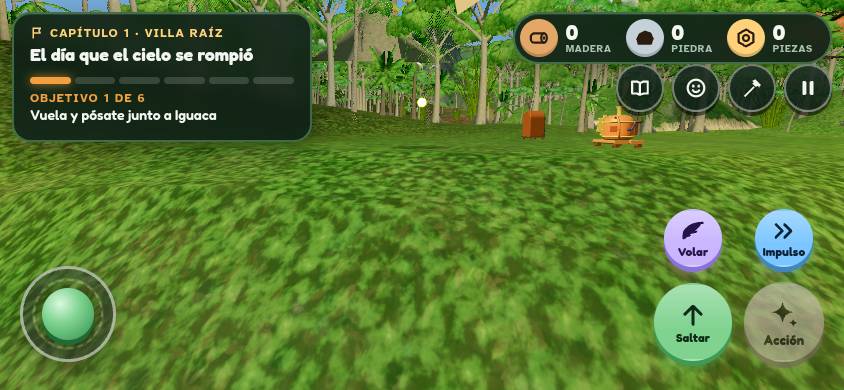 CAPÍTULO 1 · VILLA RAÍZ
El día que el cielo se rompió
OBJETIVO 1 DE 6
Vuela y pósate junto a Iguaca
0
MADERA
0
PIEDRA
0
PIEZAS
Volar
Impulso
Saltar
Acción